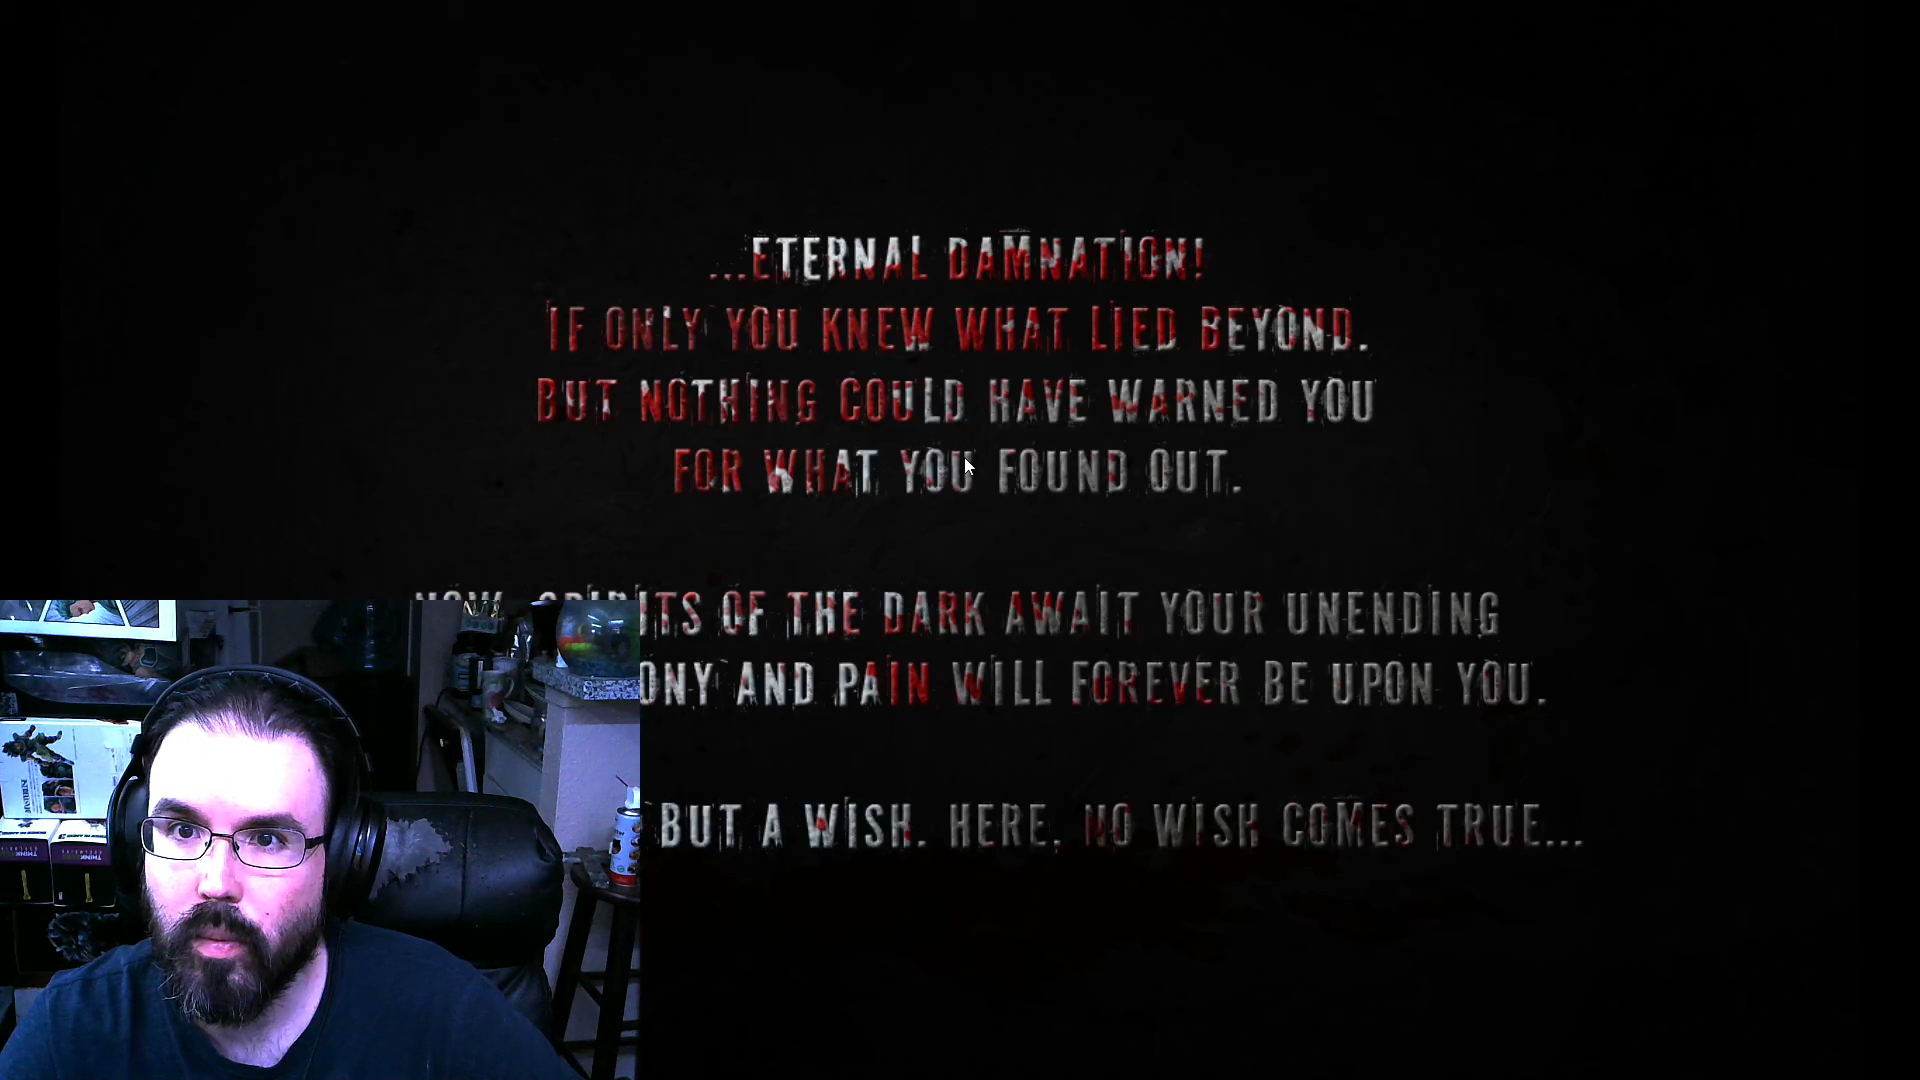 ...ETERNAL DAMNATION!
IF ONLY YOU KNEW WHAT LIED BEYOND.
BUT NOTHING COULD HAVE WARNED YOU
FOR WHAT YOU FOUND OUT.
NOW, SPIRITS OF THE DARK AWAIT YOUR UNENDING
AND PAIN WILL FOREVER BE UPON YOU.
BUT A WISH. HERE, NO WISH COMES TRUE...